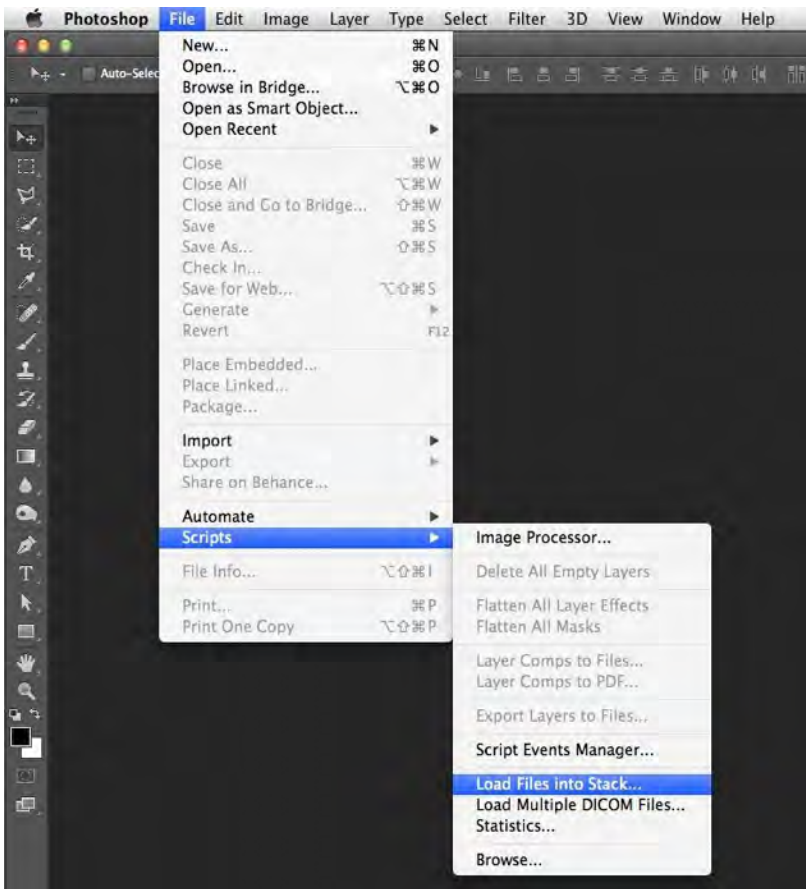 Photoshop File Edit Image Layer Type Select Filter 3D View Window Help
Auto-Selec
New... ⌘N
Open... ⌘O
Browse in Bridge... ⌥⌘O
Open as Smart Object...
Open Recent
Close ⌘W
Close All ⌥⌘W
Close and Go to Bridge... ⇧⌘W
Save ⌘S
Save As... ⇧⌘S
Check In...
Save for Web... ⌥⇧⌘S
Generate
Revert F12
Place Embedded...
Place Linked...
Package...
Import
Export
Share on Behance...
Automate
Scripts
File Info... ⌥⇧⌘I
Print... ⌘P
Print One Copy ⌥⇧⌘P
Image Processor...
Delete All Empty Layers
Flatten All Layer Effects
Flatten All Masks
Layer Comps to Files...
Layer Comps to PDF...
Export Layers to Files...
Script Events Manager...
Load Files into Stack...
Load Multiple DICOM Files...
Statistics...
Browse...